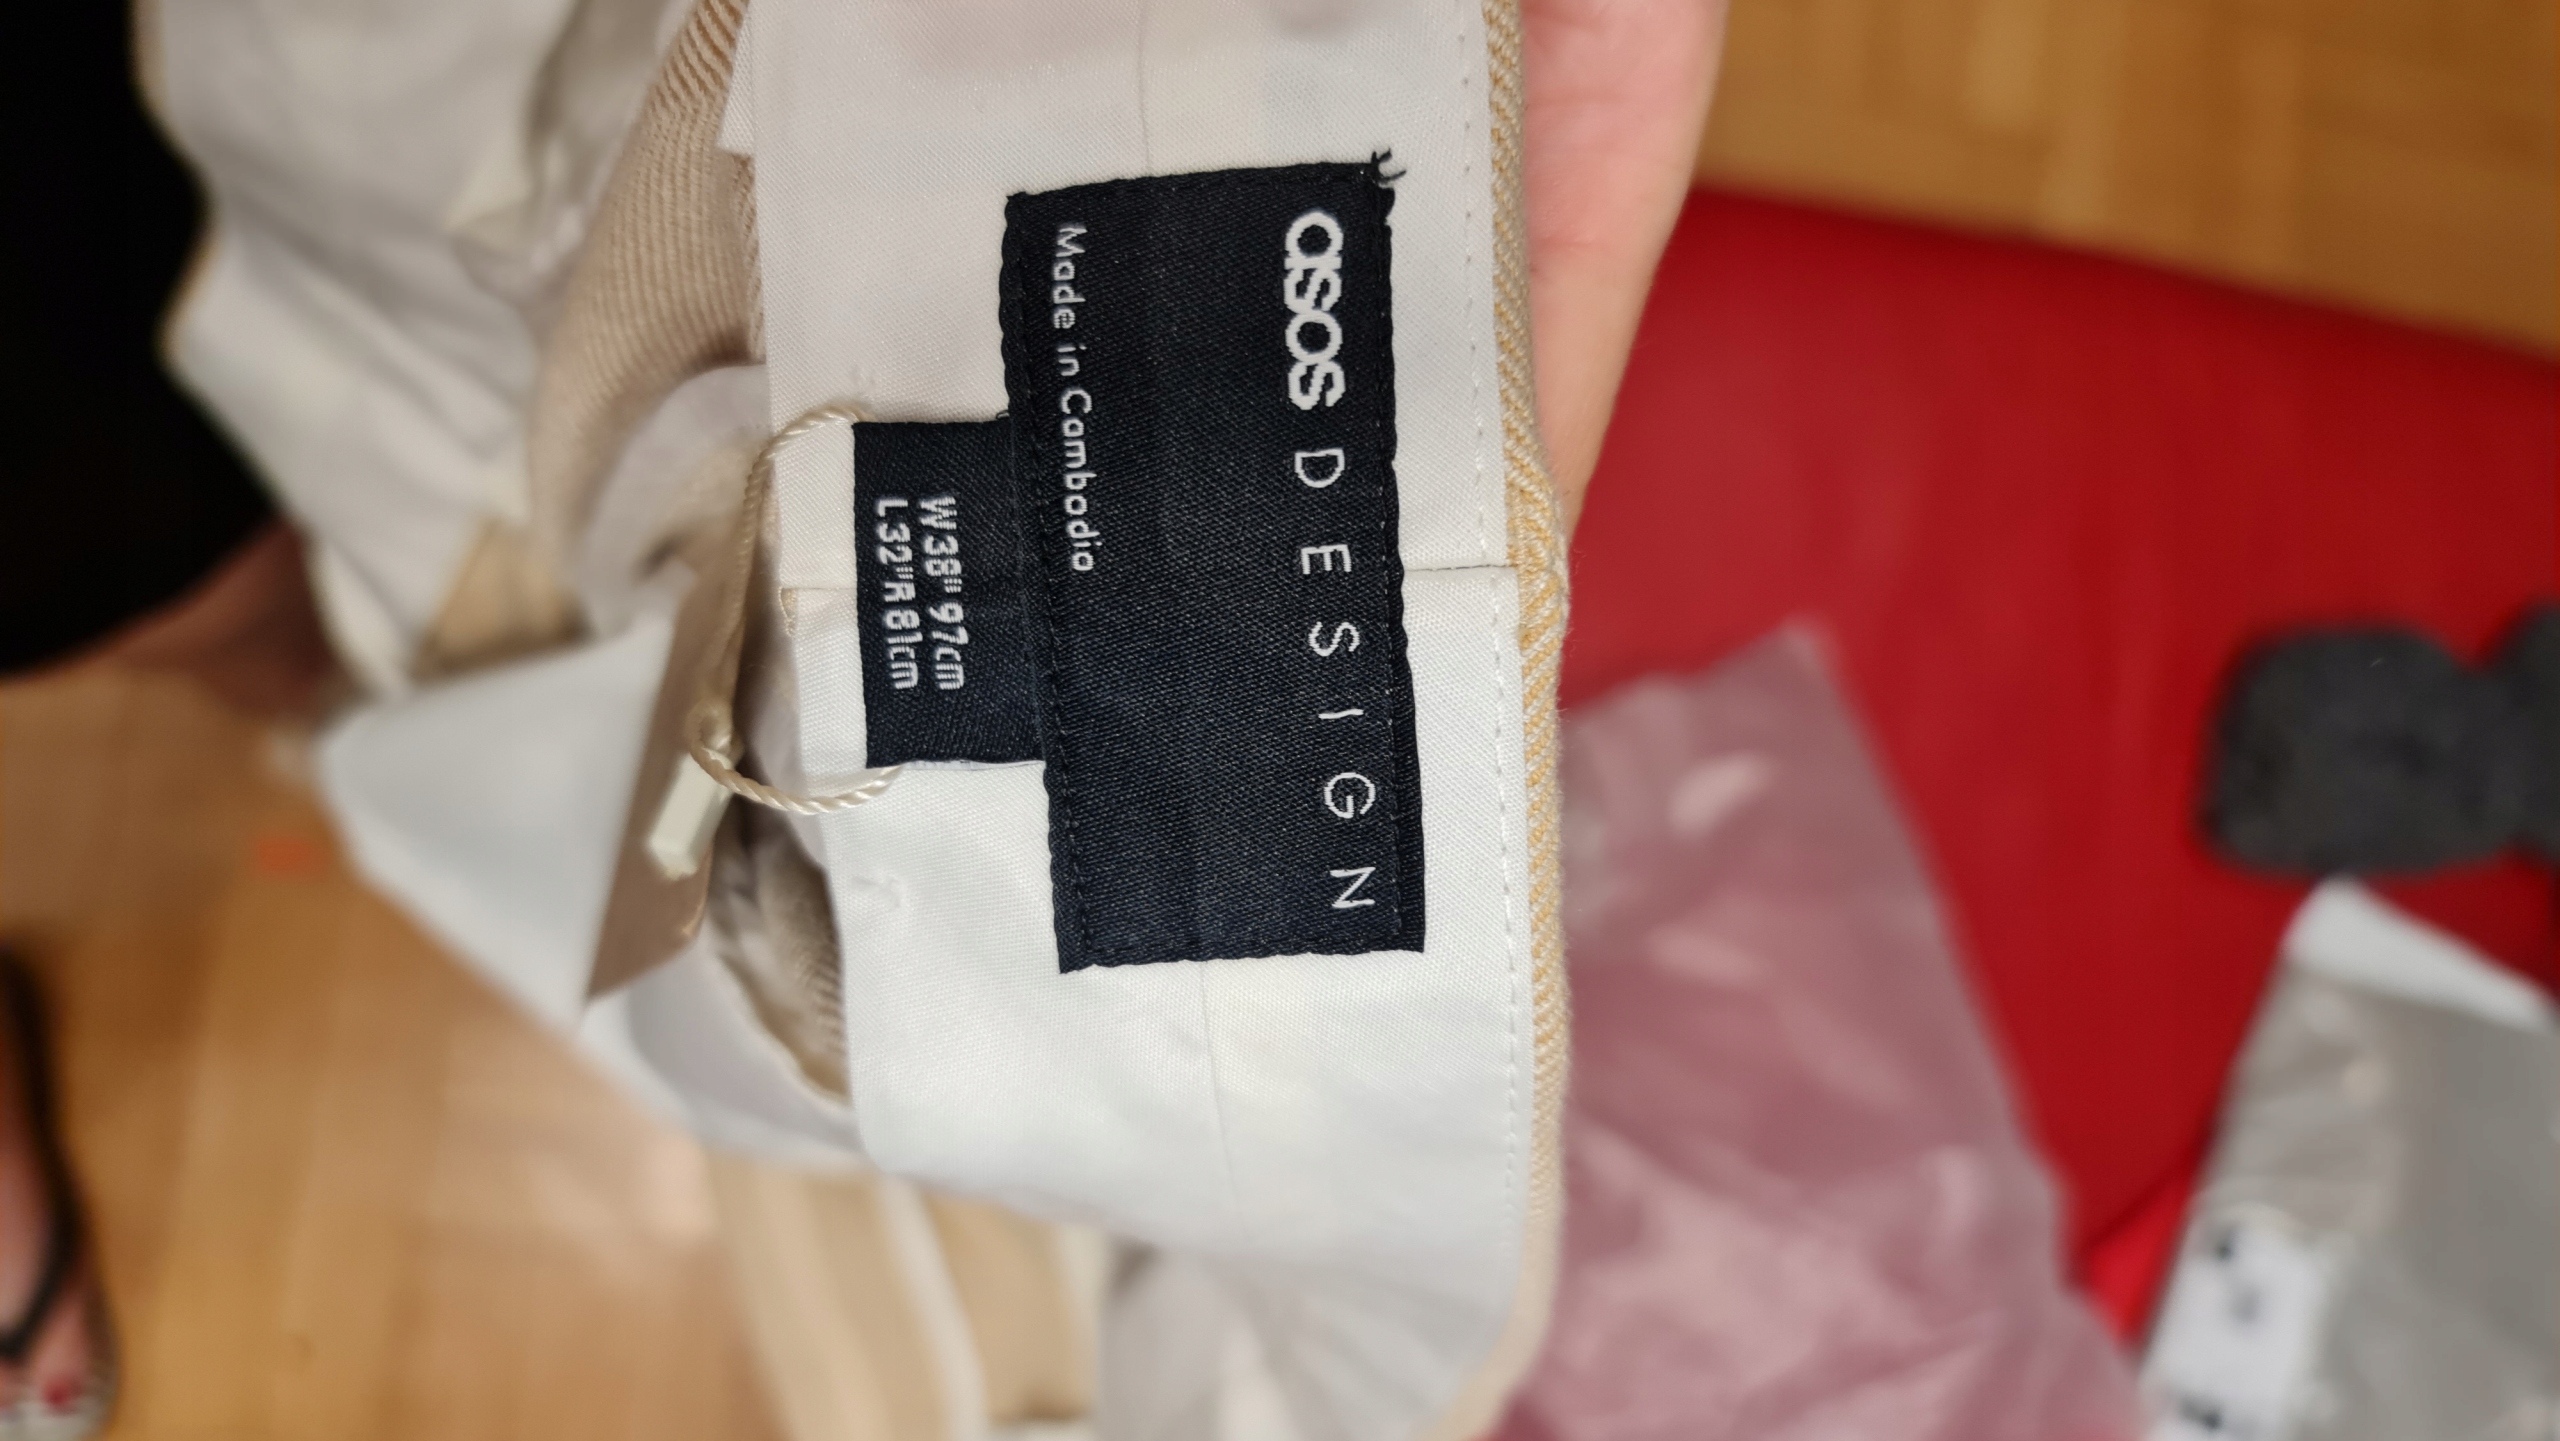 asos DESIGN
Made in Cambodia
W38" 97cm
L32"R 81cm